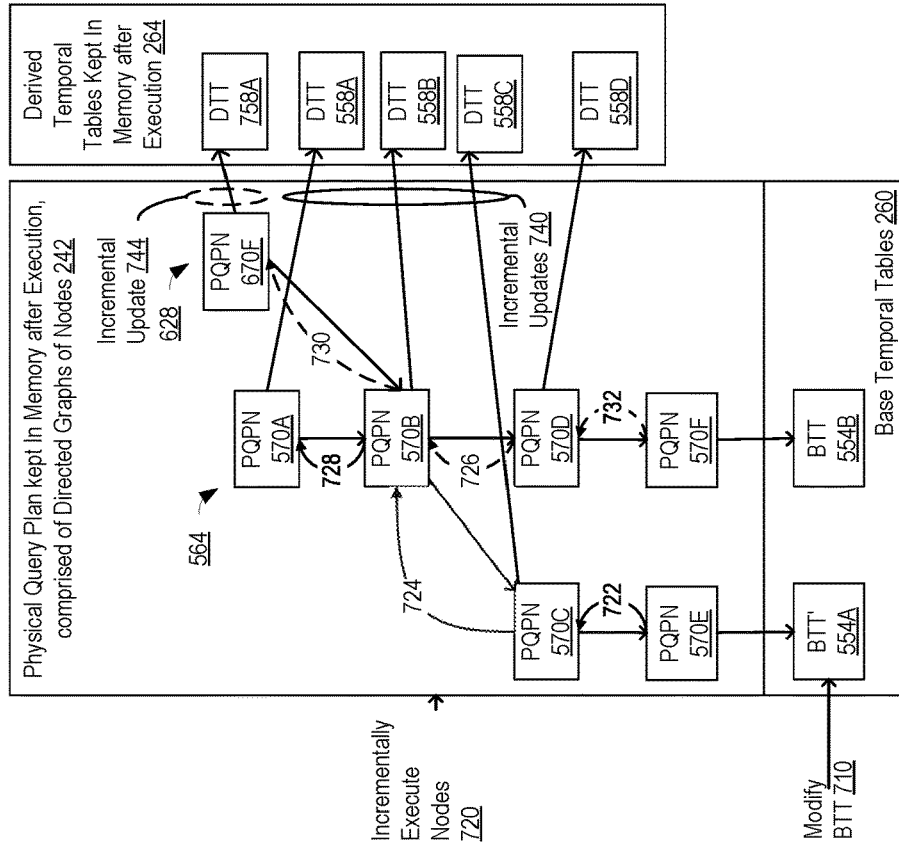 Physical Query Plan kept In Memory after Execution,
comprised of Directed Graphs of Nodes 242
Derived
Temporal
Tables Kept In
Memory after
Execution 264
Incremental
Update 744
628
PQPN
670F
DTT
758A
564
730
PQPN
570A
DTT
558A
728
PQPN
570B
DTT
558B
724
726
Incremental
Updates 740
DTT
558C
Incrementally
Execute
Nodes
720
PQPN
570C
PQPN
570D
DTT
558D
722
732
PQPN
570E
PQPN
570F
Modify
BTT 710
BTT'
554A
BTT
554B
Base Temporal Tables 260